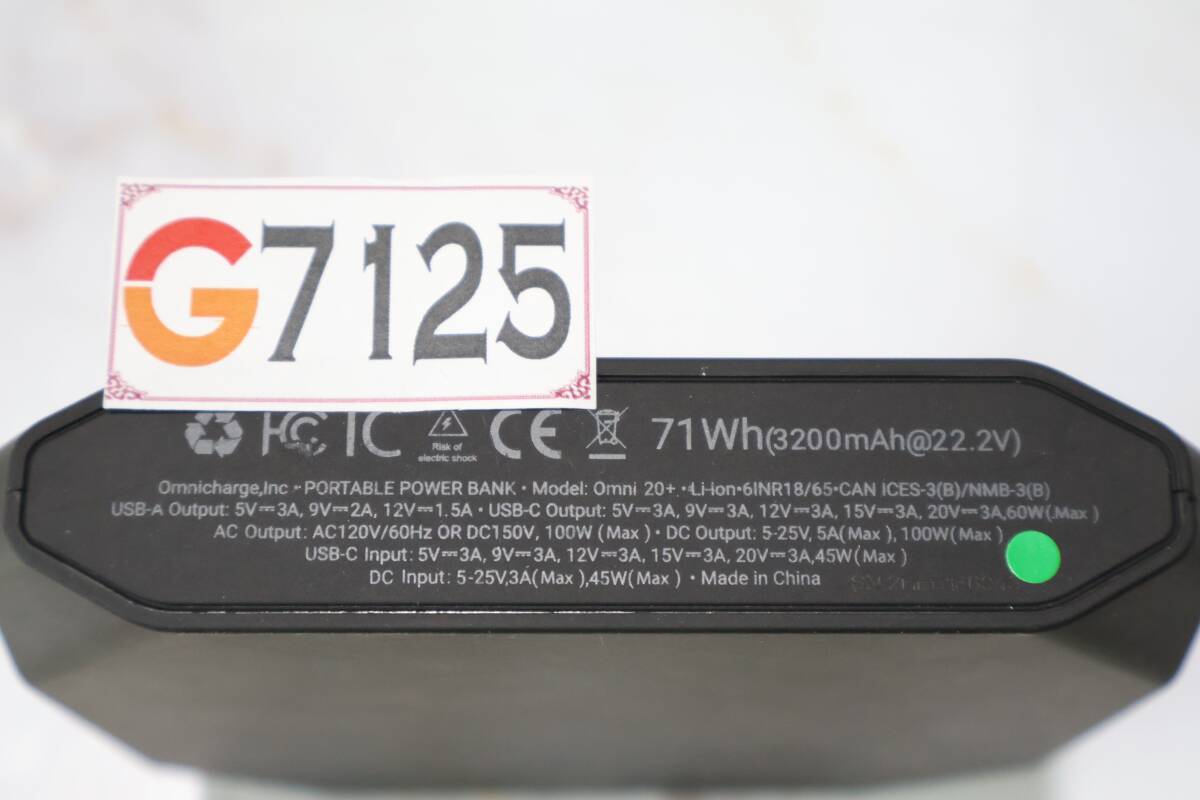 G7125
FC IC
Risk of
electric shock
CE
71Wh(3200mAh@22.2V)
Omnicharge,Inc • PORTABLE POWER BANK • Model: Omni 20+ • Li-ion • 6INR18/65 • CAN ICES-3(B)/NMB-3(B)
USB-A Output: 5V⎓3A, 9V⎓2A, 12V⎓1.5A • USB-C Output: 5V⎓3A, 9V⎓3A, 12V⎓3A, 15V⎓3A, 20V⎓3A,60W(Max)
AC Output: AC120V/60Hz OR DC150V, 100W(Max) • DC Output: 5-25V, 5A(Max), 100W(Max)
USB-C Input: 5V⎓3A, 9V⎓3A, 12V⎓3A, 15V⎓3A, 20V⎓3A,45W(Max)
DC Input: 5-25V,3A(Max),45W(Max) • Made in China